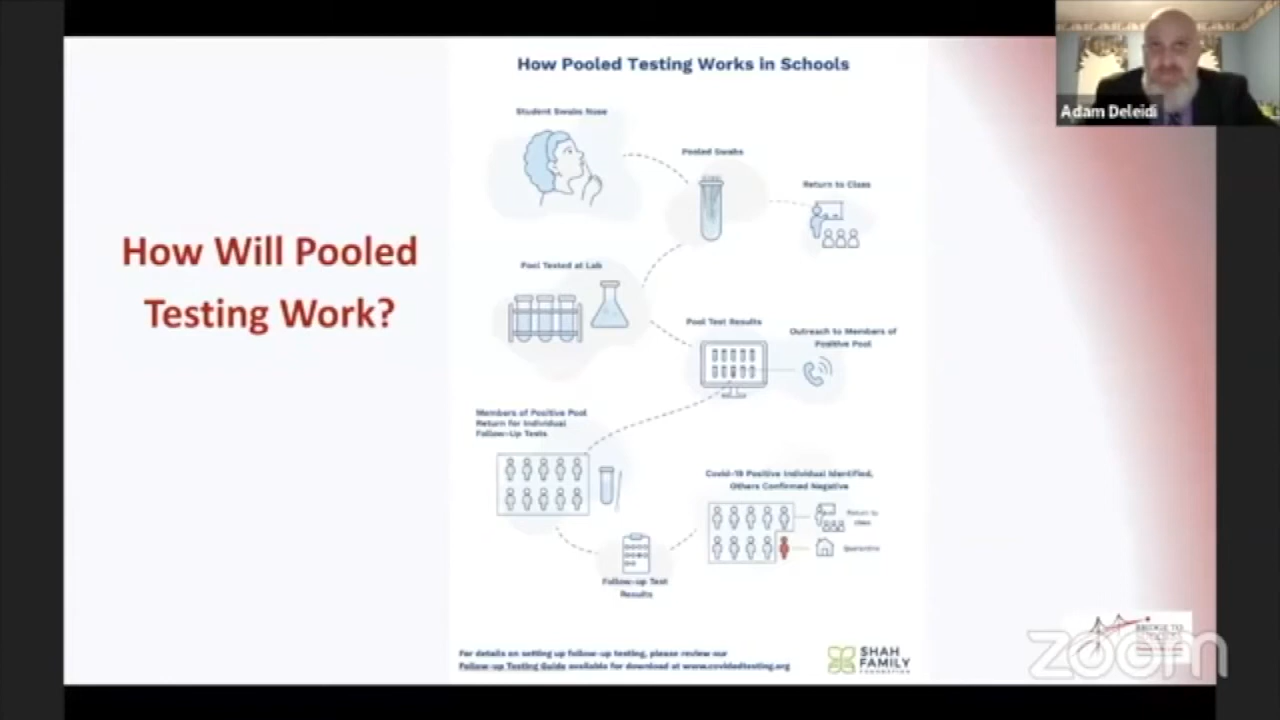 How Will Pooled
Testing Work?
How Pooled Testing Works in Schools
Student Swabs Nose
Pooled Swabs
Return to Class
Pool Tested at Lab
Pool Test Results
Outreach to Members of
Positive Pool
Members of Positive Pool
Return for Individual
Follow-Up Tests
Covid-19 Positive Individual Identified,
Others Confirmed Negative
Return to
class
Quarantine
Follow-up Test
Results
For details on setting up follow-up testing, please review our
Follow-up Testing Guide available for download at www.covidedtesting.org
SHAH
FAMILY
FOUNDATION
Adam Deleidi
BRIDGE TO
zoom